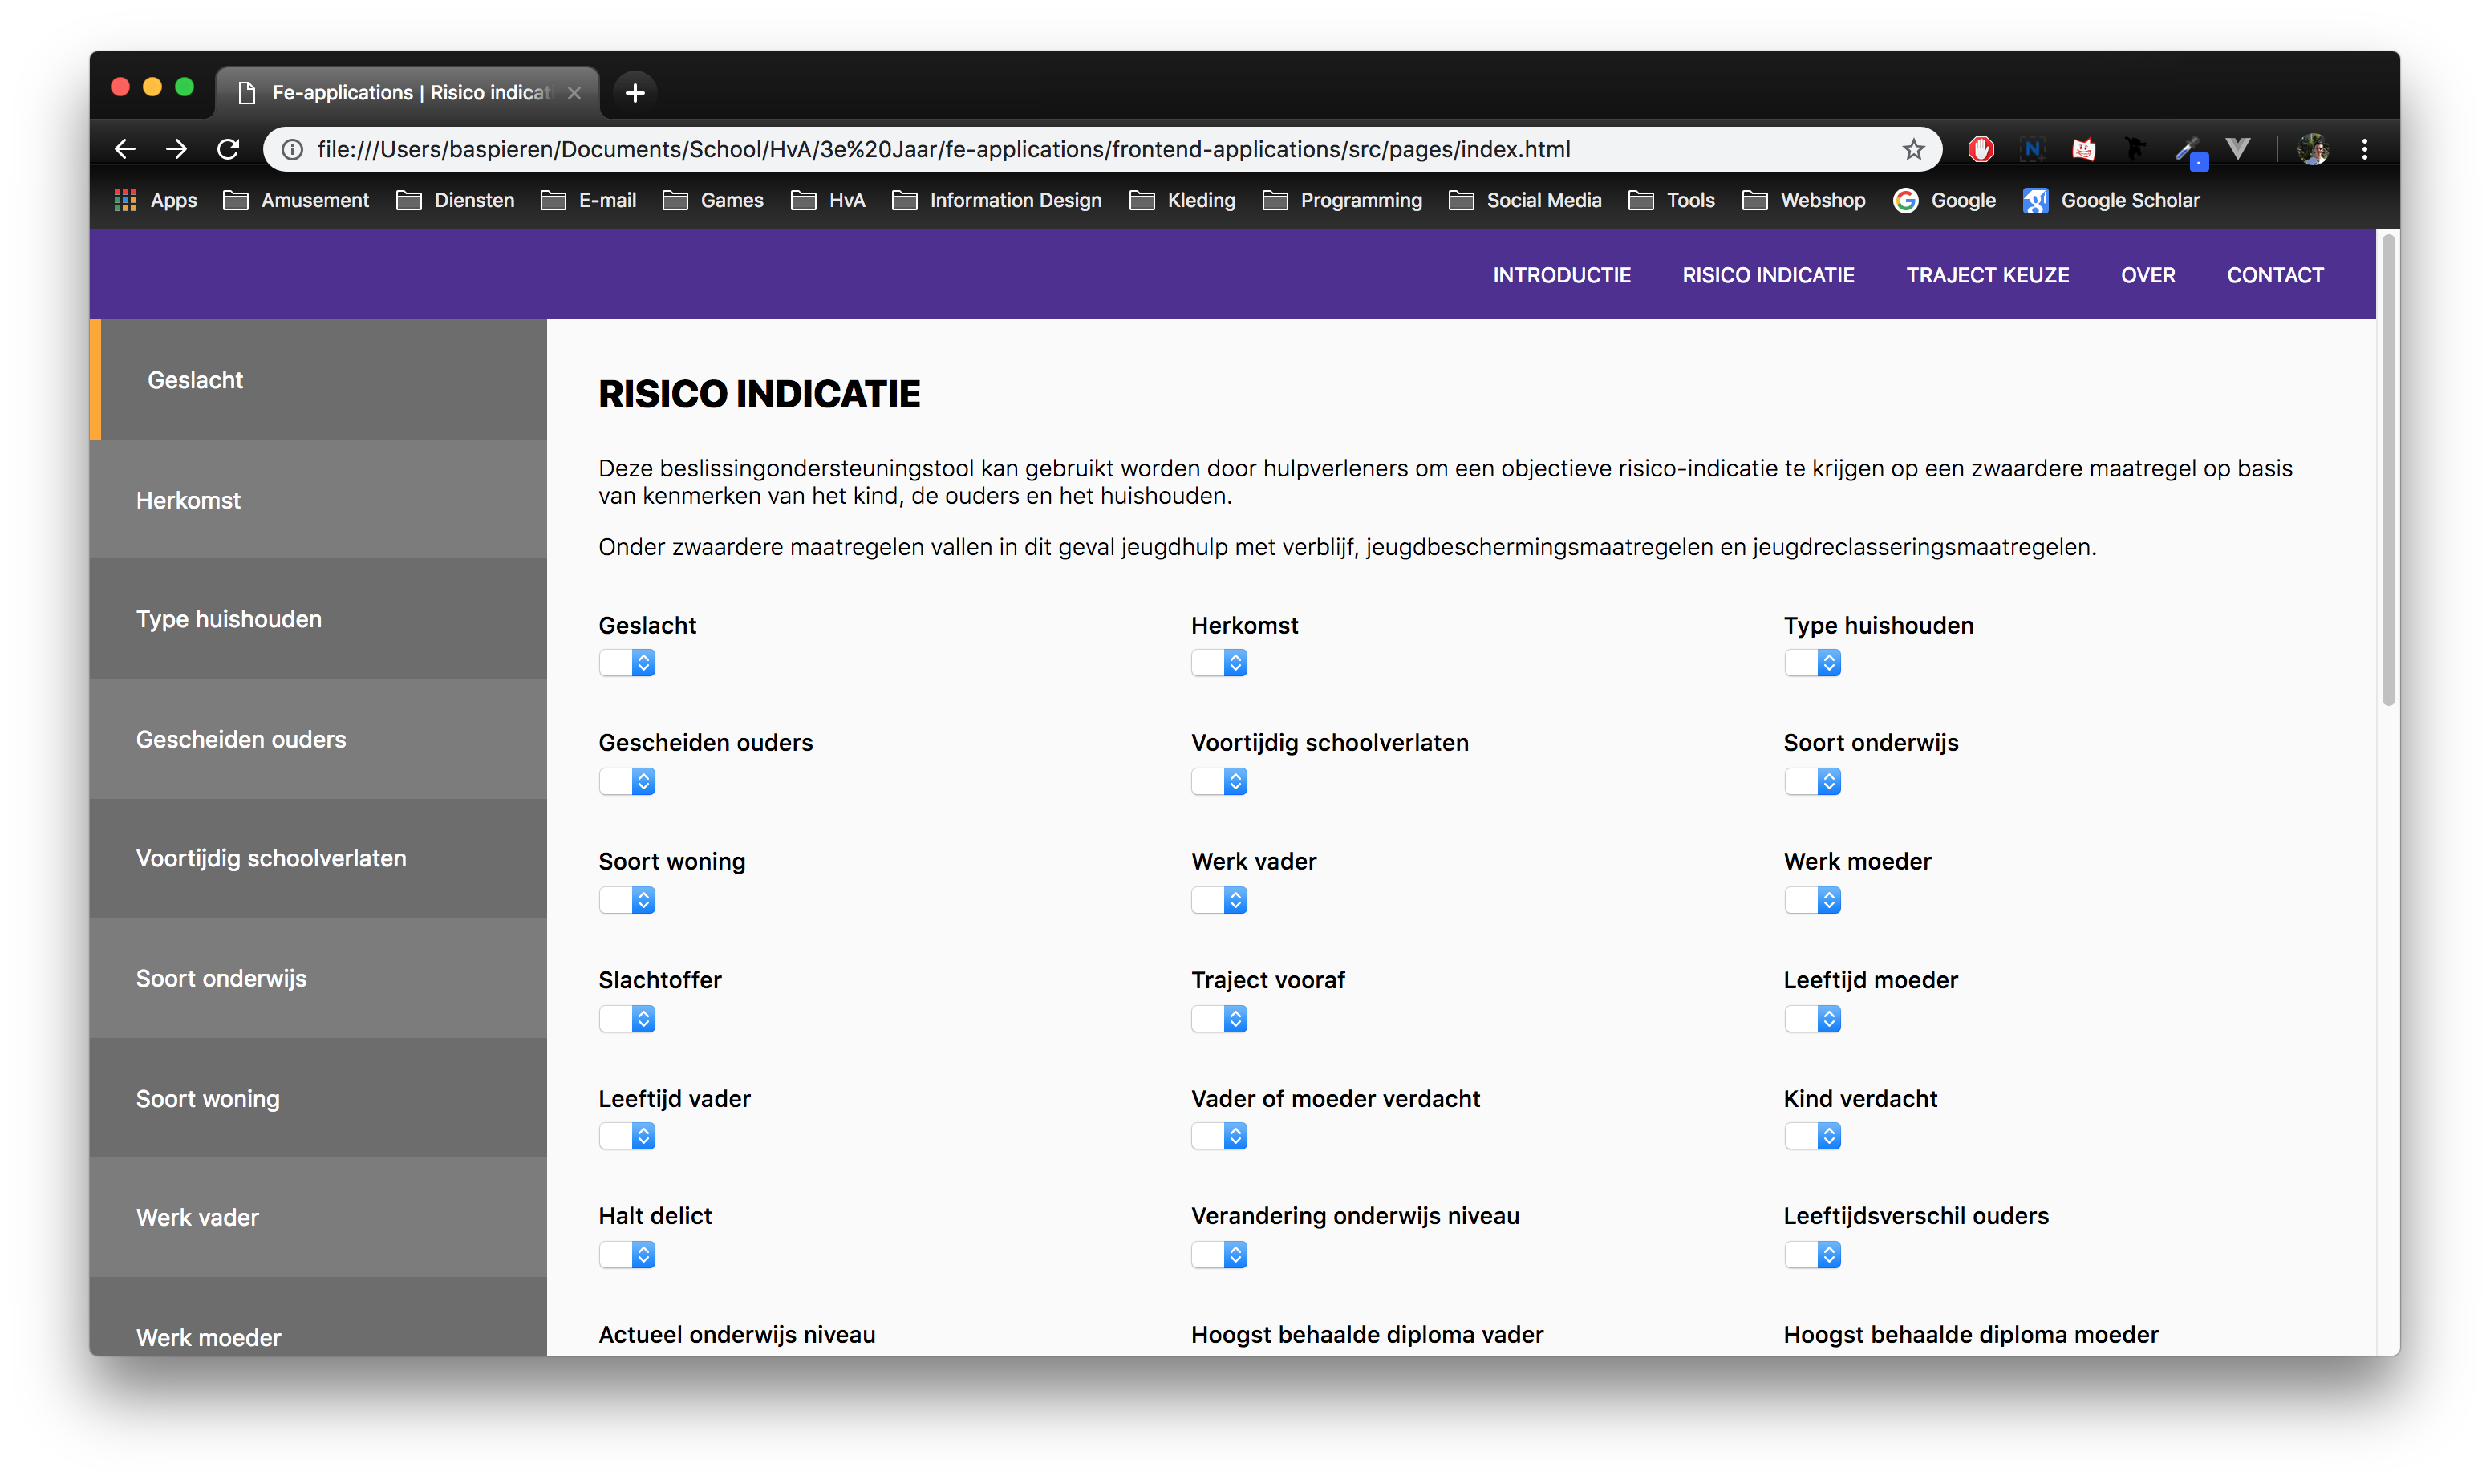 Fe-applications | Risico indicat
file:///Users/baspieren/Documents/School/HvA/3e%20Jaar/fe-applications/frontend-applications/src/pages/index.html
Apps Amusement Diensten E-mail Games HvA Information Design Kleding Programming Social Media Tools Webshop Google Google Scholar
INTRODUCTIE RISICO INDICATIE TRAJECT KEUZE OVER CONTACT
Geslacht
Herkomst
Type huishouden
Gescheiden ouders
Voortijdig schoolverlaten
Soort onderwijs
Soort woning
Werk vader
Werk moeder
RISICO INDICATIE
Deze beslissingondersteuningstool kan gebruikt worden door hulpverleners om een objectieve risico-indicatie te krijgen op een zwaardere maatregel op basis
van kenmerken van het kind, de ouders en het huishouden.
Onder zwaardere maatregelen vallen in dit geval jeugdhulp met verblijf, jeugdbeschermingsmaatregelen en jeugdreclasseringsmaatregelen.
Geslacht Herkomst Type huishouden
Gescheiden ouders Voortijdig schoolverlaten Soort onderwijs
Soort woning Werk vader Werk moeder
Slachtoffer Traject vooraf Leeftijd moeder
Leeftijd vader Vader of moeder verdacht Kind verdacht
Halt delict Verandering onderwijs niveau Leeftijdsverschil ouders
Actueel onderwijs niveau Hoogst behaalde diploma vader Hoogst behaalde diploma moeder